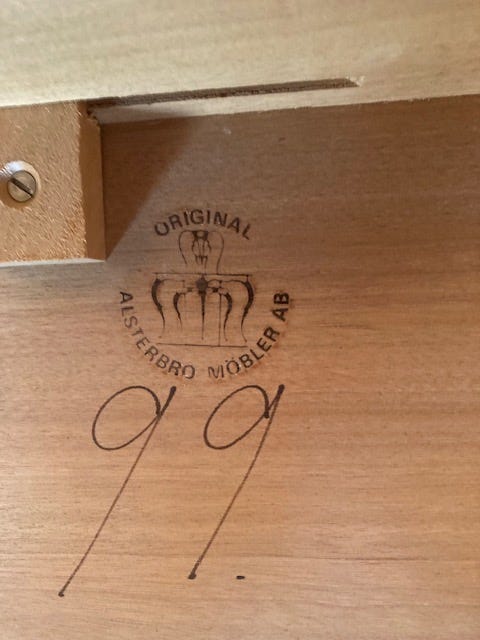 ORIGINAL
ALSTERBRO MÖBLER AB
99.